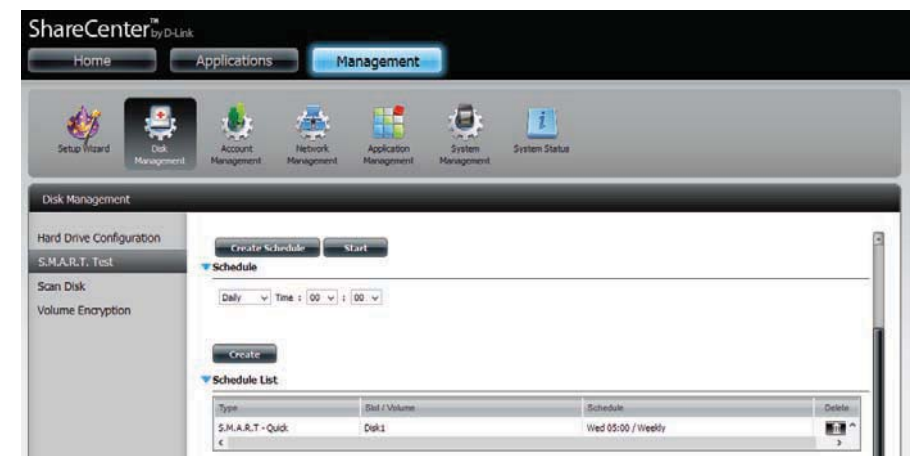 ShareCenter™ by D-Link
Home Applications Management
Setup Wizard Disk Management Account Management Network Management Application Management System Management System Status
Disk Management
Hard Drive Configuration
S.M.A.R.T. Test
Scan Disk
Volume Encryption
Create Schedule Start
Schedule
Daily Time : 00 : 00
Create
Schedule List
Type Slot / Volume Schedule Delete
S.M.A.R.T - Quick Disk1 Wed 05:00 / Weekly